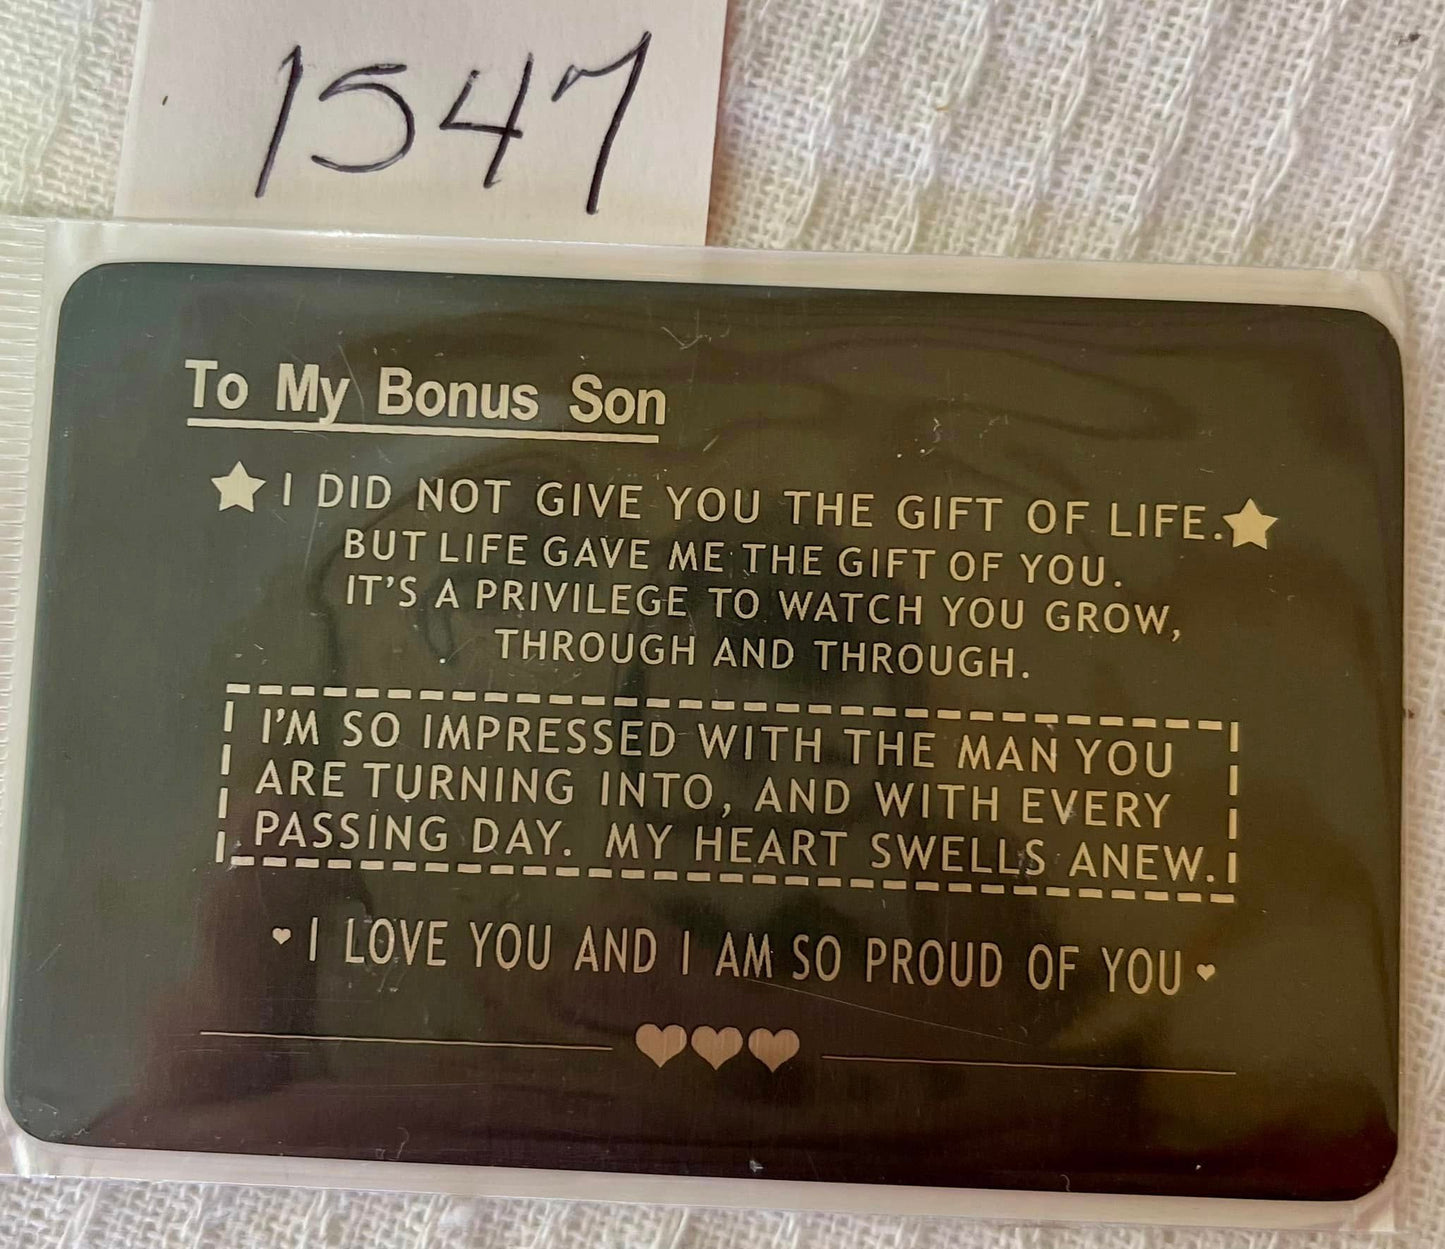 1547
To My Bonus Son
I DID NOT GIVE YOU THE GIFT OF LIFE.
BUT LIFE GAVE ME THE GIFT OF YOU.
IT'S A PRIVILEGE TO WATCH YOU GROW,
THROUGH AND THROUGH.
I'M SO IMPRESSED WITH THE MAN YOU
ARE TURNING INTO, AND WITH EVERY
PASSING DAY. MY HEART SWELLS ANEW.
I LOVE YOU AND I AM SO PROUD OF YOU